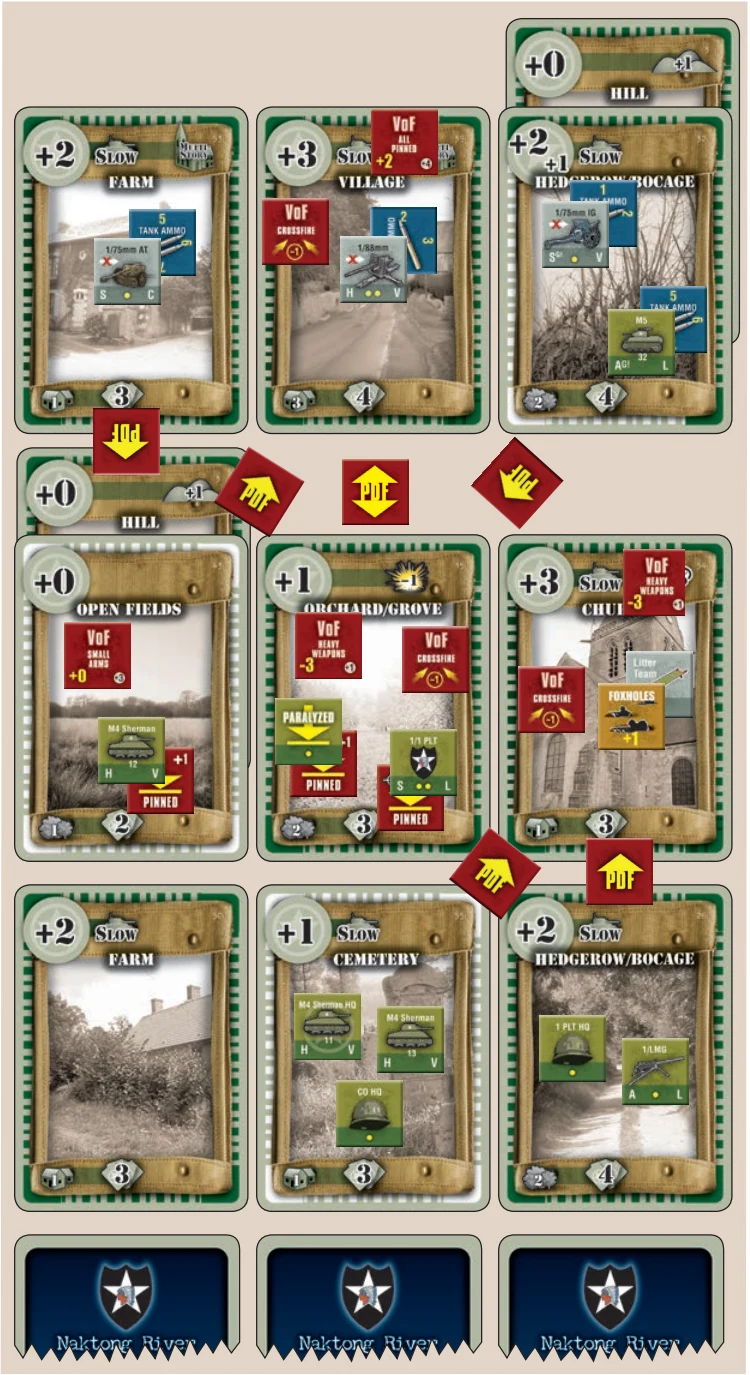 +0
+1
HILL
+2
SLOW
MULTI
STORY
FARM
5
TANK AMMO
1/75mm AT
S
C
1
3
+3
VoF
ALL
PINNED
+2
VILLAGE
VoF
CROSSFIRE
-1
2
3
1/88mm
H
V
3
4
+2
+1
SLOW
HEDGEROW/BOCAGE
1
TANK AMMO
2
1/75mm IG
S
V
5
TANK AMMO
M5
32
A
L
2
4
PDF
PDF
PDF
PDF
+0
+1
HILL
+0
OPEN FIELDS
VoF
SMALL
ARMS
+0
M4 Sherman
12
H
V
+1
PINNED
1
2
+1
-1
ORCHARD/GROVE
VoF
HEAVY
WEAPONS
-3
VoF
CROSSFIRE
-1
PARALYZED
+1
PINNED
1/1 PLT
S
L
PINNED
2
3
+3
SLOW
VoF
HEAVY
WEAPONS
-3
VoF
CROSSFIRE
-1
Litter
Team
FOXHOLES
+1
1
3
PDF
PDF
+2
SLOW
FARM
1
3
+1
SLOW
CEMETERY
M4 Sherman HQ
11
H
V
M4 Sherman
13
H
V
CO HQ
1
3
+2
SLOW
HEDGEROW/BOCAGE
1 PLT HQ
1/LMG
A
L
2
4
Naktong River
Naktong River
Naktong River